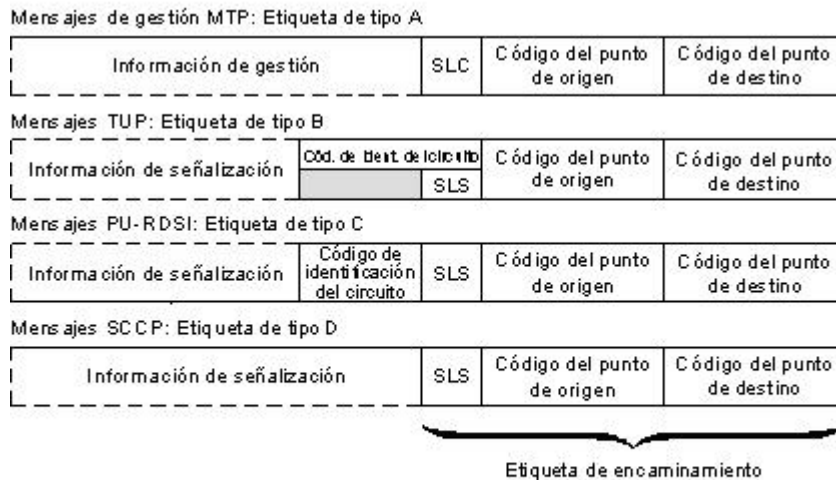 Mensajes de gestión MTP: Etiqueta de tipo A
Información de gestión
SLC
Código del punto
de origen
Código del punto
de destino
Mensajes TUP: Etiqueta de tipo B
Información de señalización
Cód. de ident. del circuito
SLS
Código del punto
de origen
Código del punto
de destino
Mensajes PU-RDSI: Etiqueta de tipo C
Información de señalización
Código de
identificación
del circuito
SLS
Código del punto
de origen
Código del punto
de destino
Mensajes SCCP: Etiqueta de tipo D
Información de señalización
SLS
Código del punto
de origen
Código del punto
de destino
Etiqueta de encaminamiento